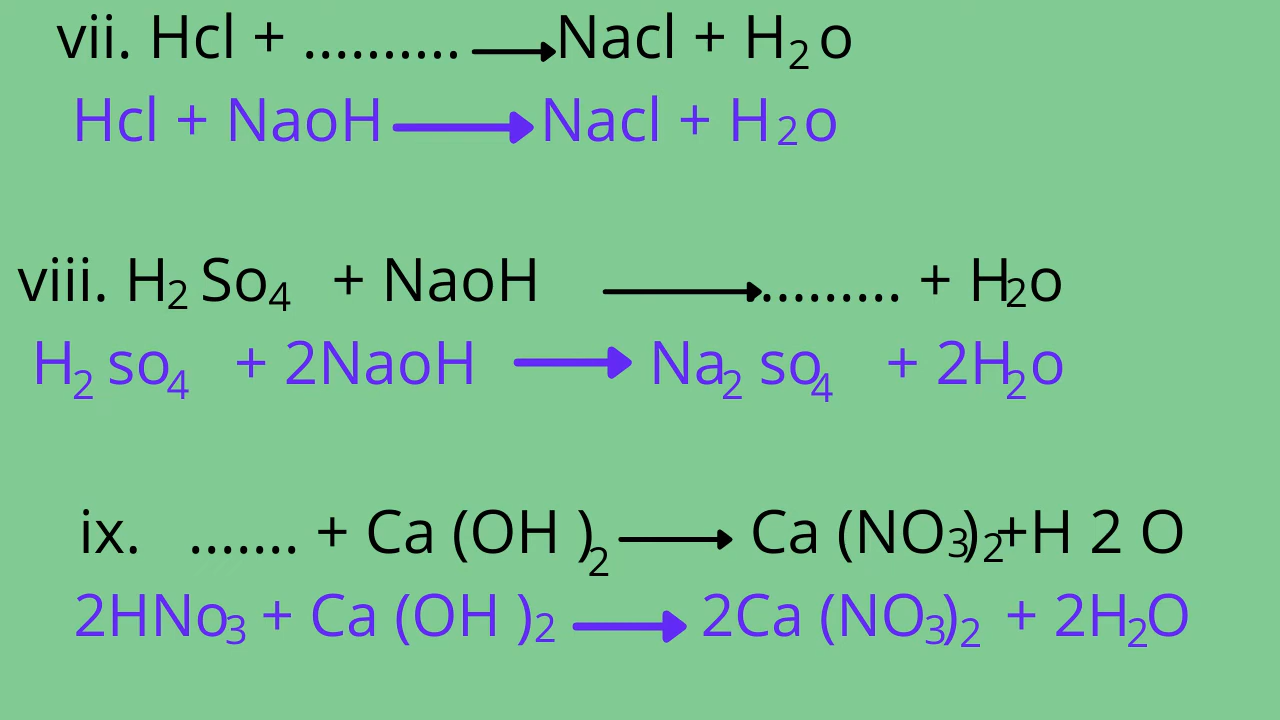 vii. Hcl + .......... ⟶ Nacl + H₂o
Hcl + NaoH ⟶ Nacl + H₂o
viii. H₂ So₄ + NaoH ⟶ ......... + H₂o
H₂ so₄ + 2NaoH ⟶ Na₂ so₄ + 2H₂o
ix. ....... + Ca (OH )₂ ⟶ Ca (NO₃)₂+H 2 O
2HNo₃ + Ca (OH )₂ ⟶ 2Ca (NO₃)₂ + 2H₂O